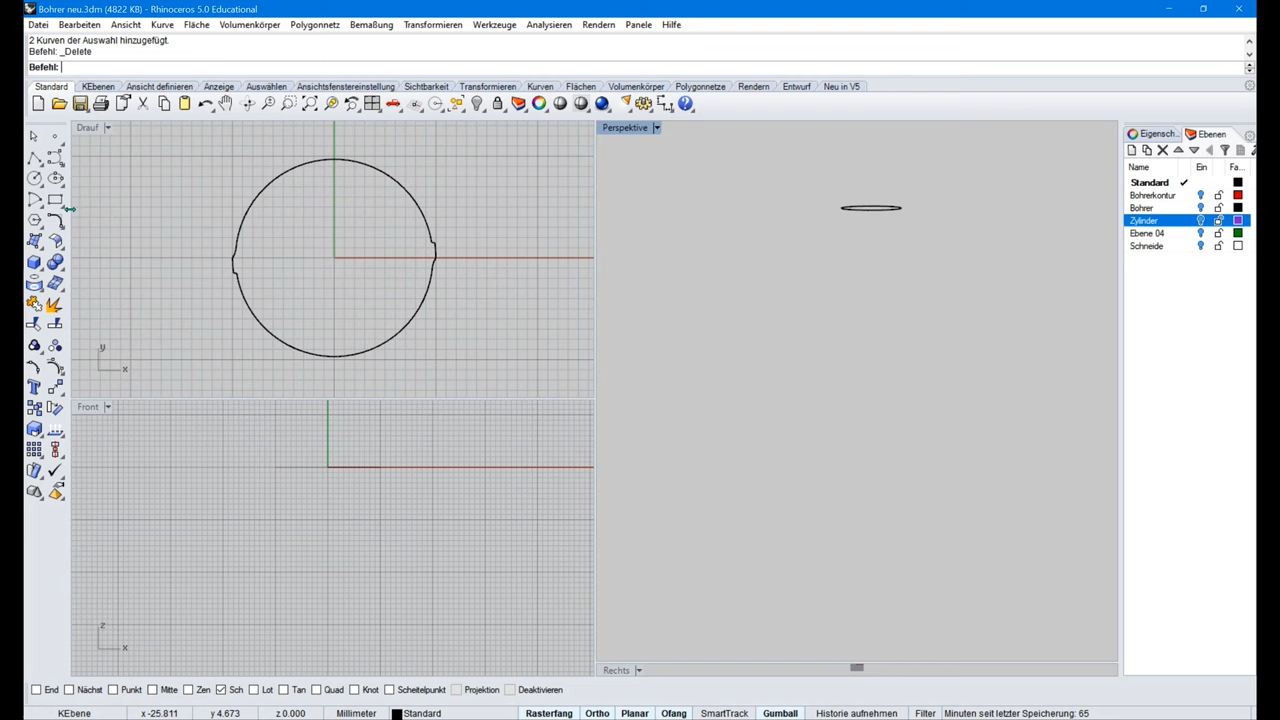 Bohrer neu.3dm (4822 KB) - Rhinoceros 5.0 Educational
Datei Bearbeiten Ansicht Kurve Fläche Volumenkörper Polygonnetz Bemaßung Transformieren Werkzeuge Analysieren Rendern Panele Hilfe
2 Kurven der Auswahl hinzugefügt.
Befehl: _Delete
Befehl:
Standard KEbenen Ansicht definieren Anzeige Auswählen Ansichtsfenstereinstellung Sichtbarkeit Transformieren Kurven Flächen Volumenkörper Polygonnetze Rendern Entwurf Neu in V5
Drauf
Perspektive
Eigensch... Ebenen
Name Ein Fa...
Standard
Bohrerkontur
Bohrer
Zylinder
Ebene 04
Schneide
y
x
Front
z
x
Rechts
End Nächst Punkt Mitte Zen Sch Lot Tan Quad Knot Scheitelpunkt Projektion Deaktivieren
KEbene x -25.811 y 4.673 z 0.000 Millimeter Standard Rasterfang Ortho Planar Ofang SmartTrack Gumball Historie aufnehmen Filter Minuten seit letzter Speicherung: 65